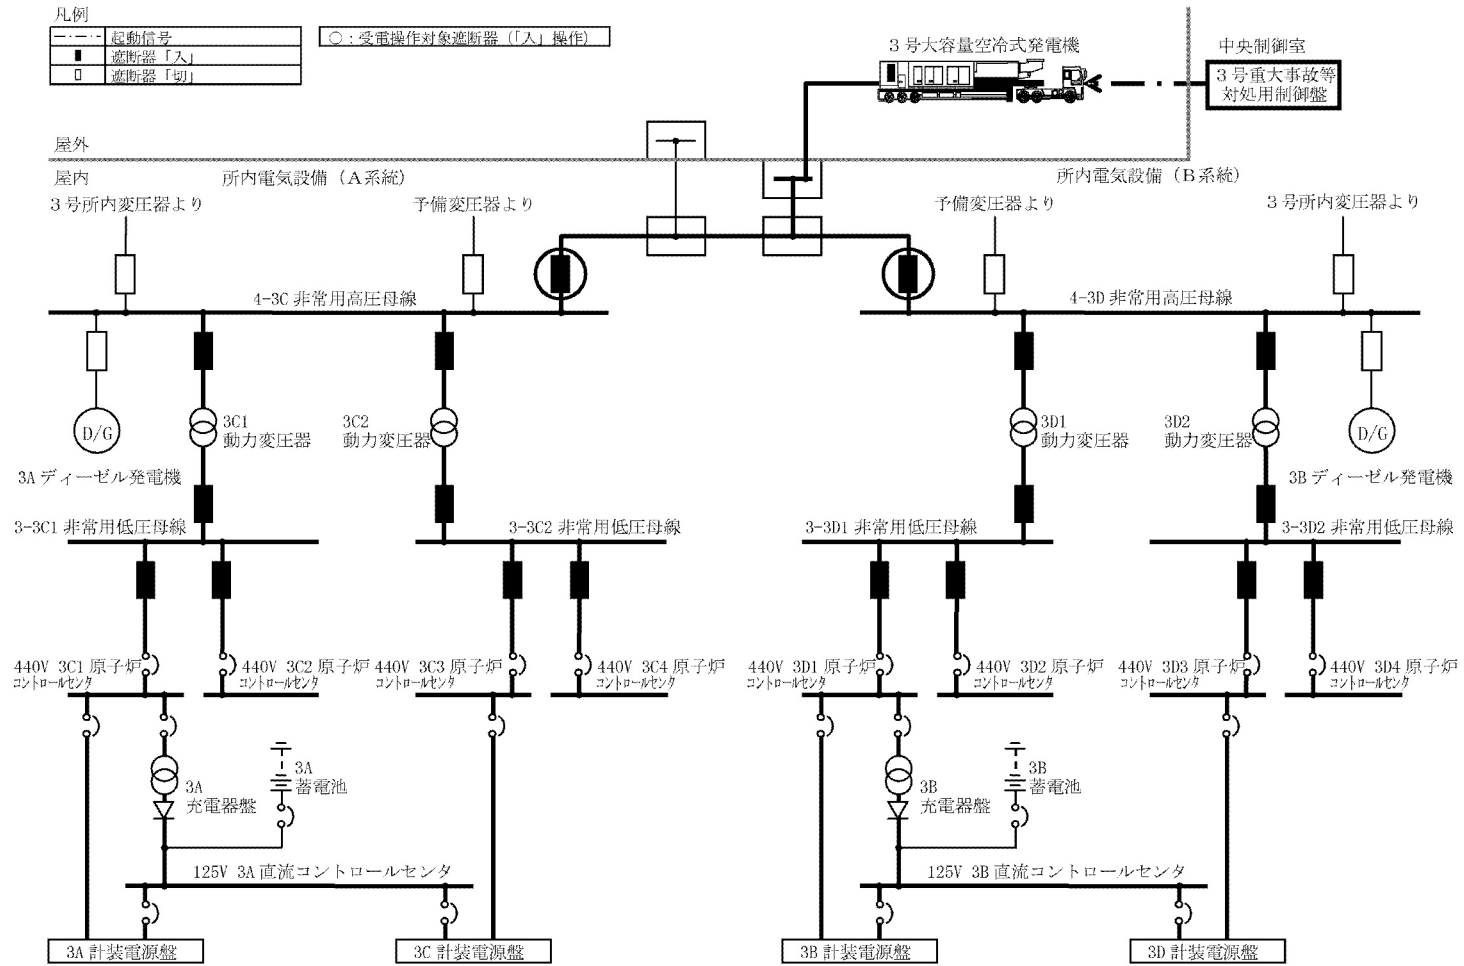 凡例
起動信号
遮断器「入」
遮断器「切」
○：受電操作対象遮断器（「入」操作）
３号大容量空冷式発電機
中央制御室
３号重大事故等
対処用制御盤
屋外
屋内
所内電気設備（Ａ系統）
所内電気設備（Ｂ系統）
３号所内変圧器より
予備変圧器より
予備変圧器より
３号所内変圧器より
4-3C 非常用高圧母線
4-3D 非常用高圧母線
D/G
3C1
動力変圧器
3C2
動力変圧器
3D1
動力変圧器
3D2
動力変圧器
D/G
3A ディーゼル発電機
3B ディーゼル発電機
3-3C1 非常用低圧母線
3-3C2 非常用低圧母線
3-3D1 非常用低圧母線
3-3D2 非常用低圧母線
440V 3C1 原子炉
コントロールセンタ
440V 3C2 原子炉
コントロールセンタ
440V 3C3 原子炉
コントロールセンタ
440V 3C4 原子炉
コントロールセンタ
440V 3D1 原子炉
コントロールセンタ
440V 3D2 原子炉
コントロールセンタ
440V 3D3 原子炉
コントロールセンタ
440V 3D4 原子炉
コントロールセンタ
3A
充電器盤
3A
蓄電池
3B
充電器盤
3B
蓄電池
125V 3A 直流コントロールセンタ
125V 3B 直流コントロールセンタ
3A 計装電源盤
3C 計装電源盤
3B 計装電源盤
3D 計装電源盤